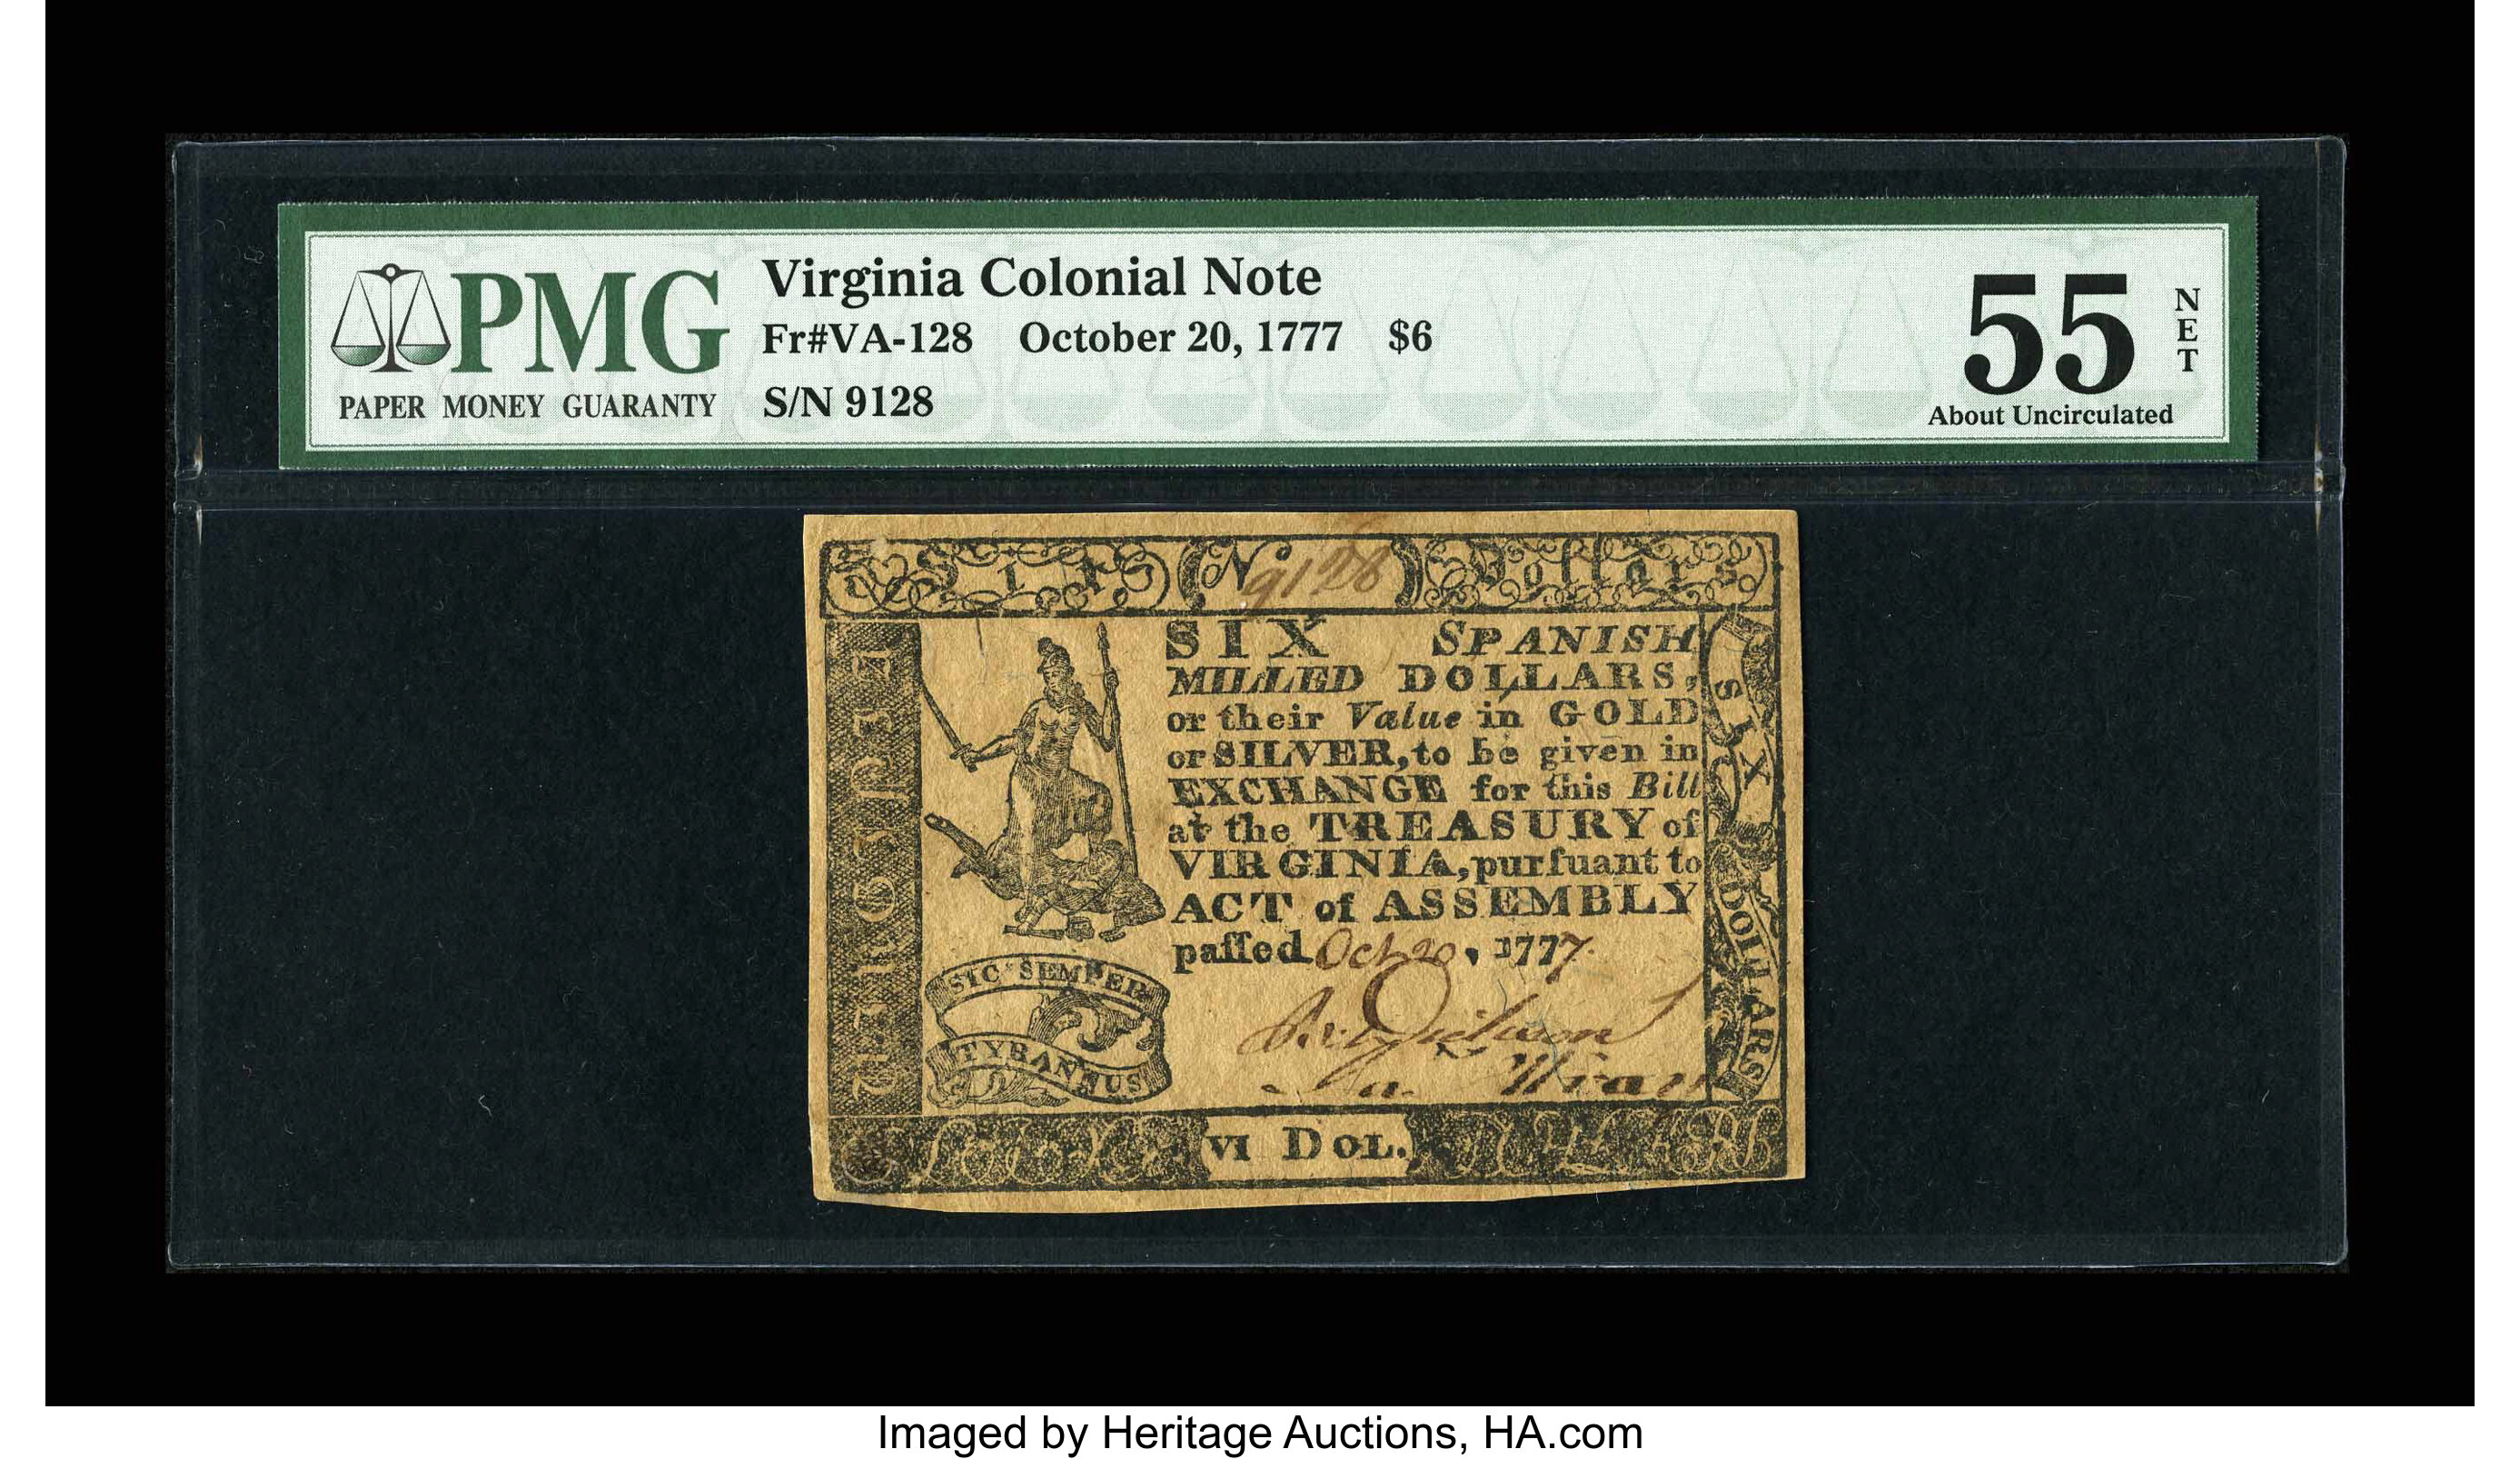 PMG
PAPER MONEY GUARANTY
Virginia Colonial Note
Fr#VA-128 October 20, 1777 $6
S/N 9128
55
NET
About Uncirculated
Six No 9128 Dollars
SIX SPANISH
MILLED DOLLARS,
or their Value in GOLD
or SILVER, to be given in
EXCHANGE for this Bill
at the TREASURY of
VIRGINIA, purſuant to
ACT of ASSEMBLY
paſſed Oct 20, 1777.
SIC SEMPER
TYRANNUS
SIX DOLLARS
VI DOL.
Imaged by Heritage Auctions, HA.com